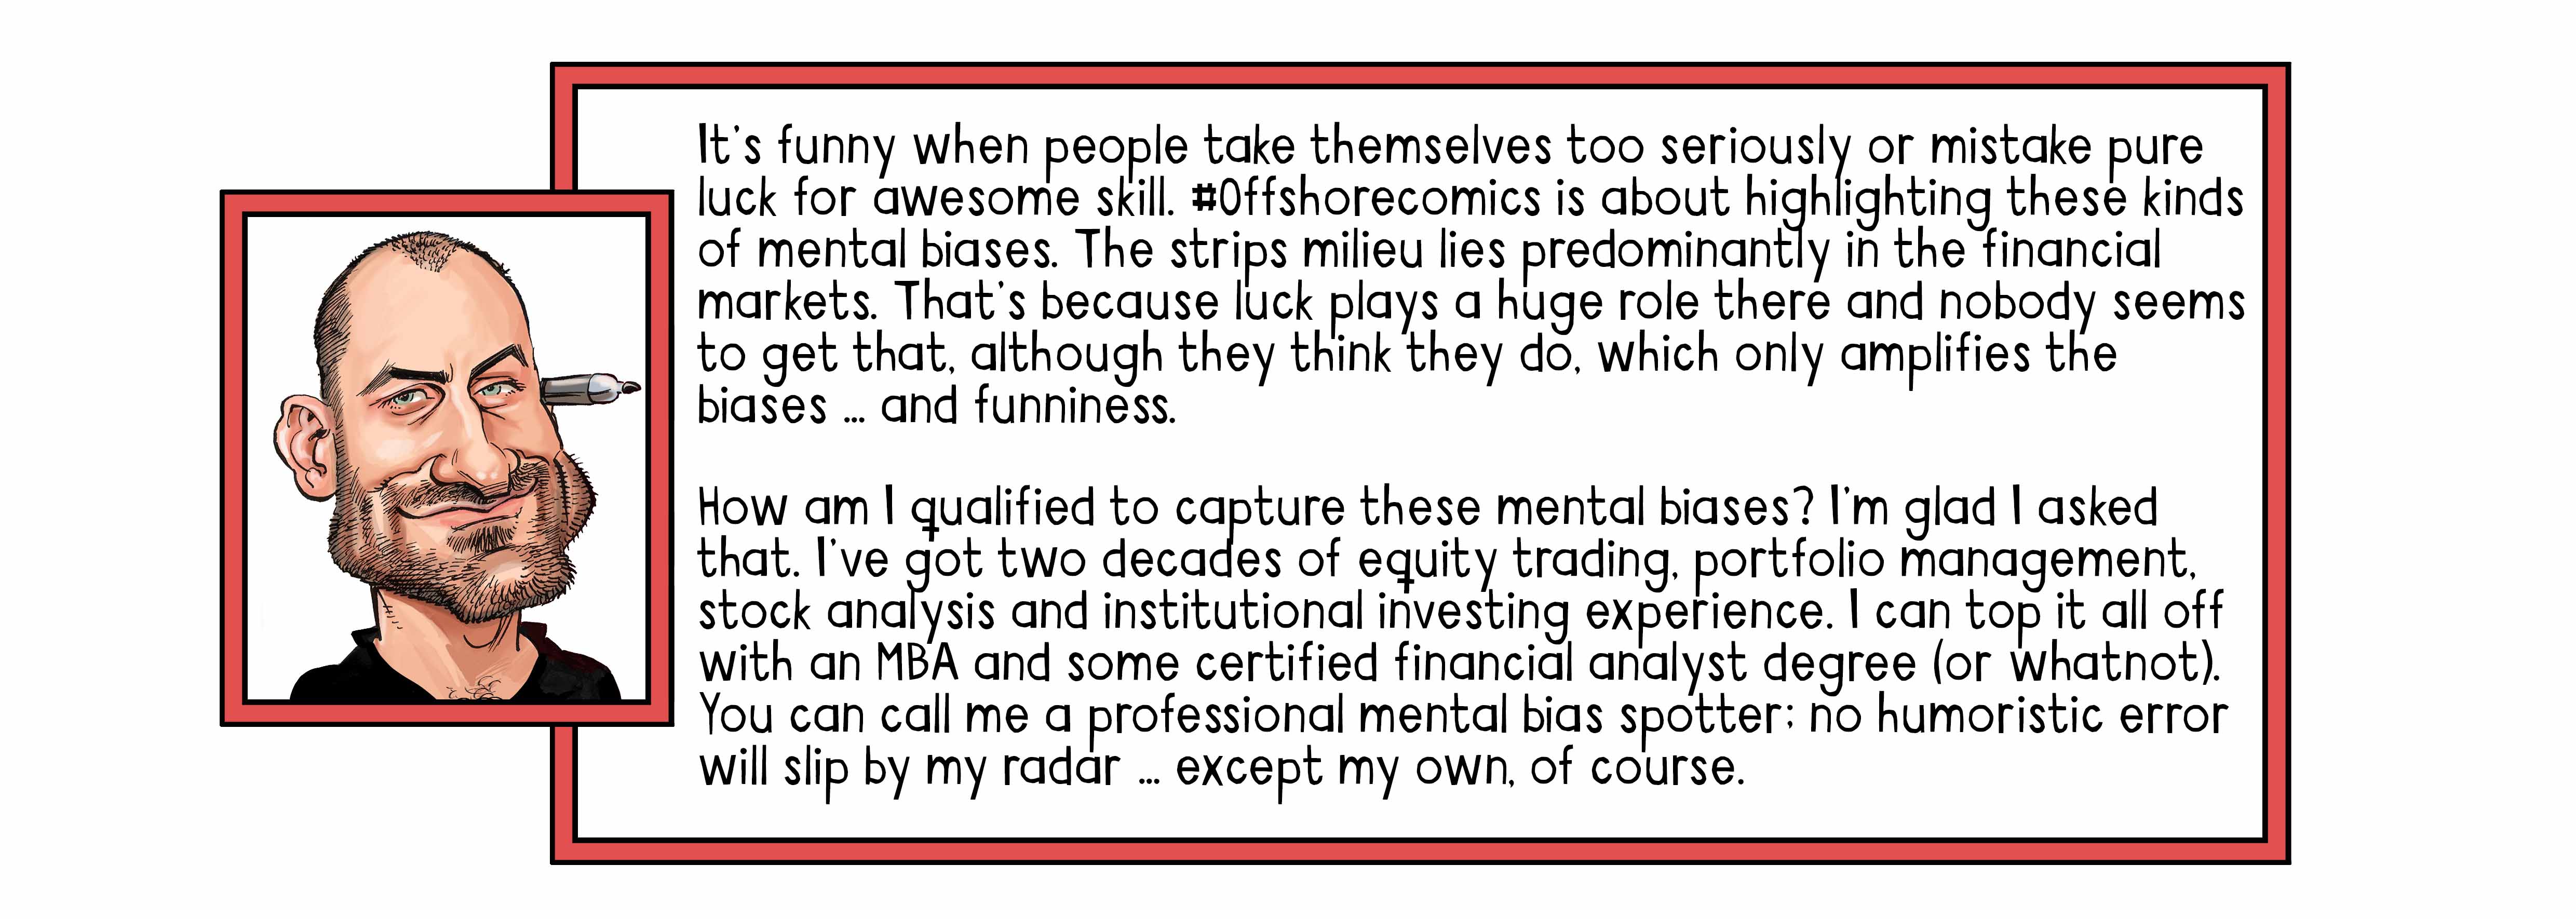 It's funny when people take themselves too seriously or mistake pure
luck for awesome skill. #Offshorecomics is about highlighting these kinds
of mental biases. The strips milieu lies predominantly in the financial
markets. That's because luck plays a huge role there and nobody seems
to get that, although they think they do, which only amplifies the
biases ... and funniness.
How am I qualified to capture these mental biases? I'm glad I asked
that. I've got two decades of equity trading, portfolio management,
stock analysis and institutional investing experience. I can top it all off
with an MBA and some certified financial analyst degree (or whatnot).
You can call me a professional mental bias spotter; no humoristic error
will slip by my radar ... except my own, of course.